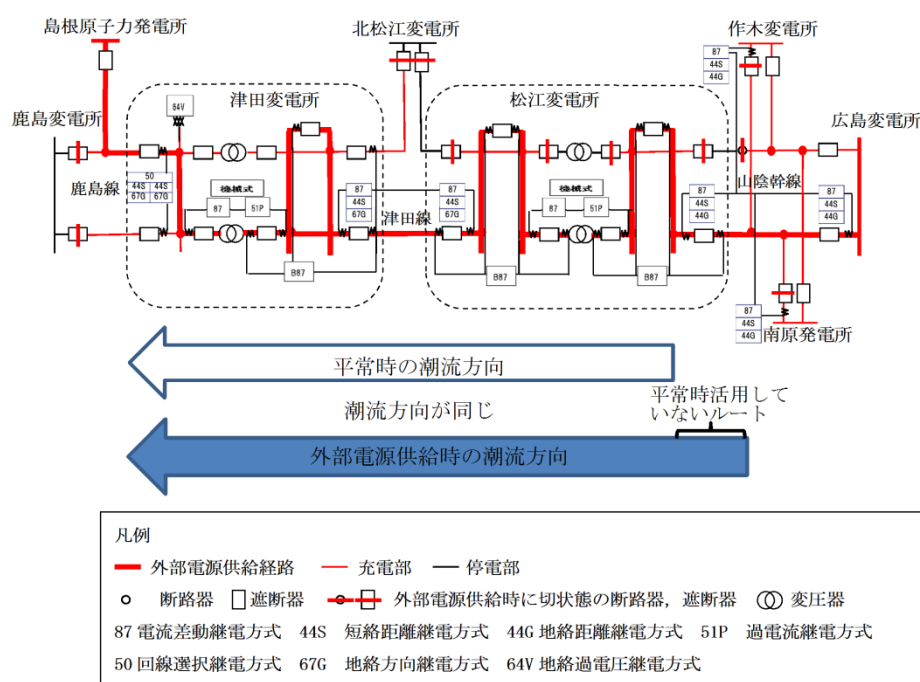 島根原子力発電所
北松江変電所
作木変電所
87
44S
44G
64V
津田変電所
松江変電所
鹿島変電所
広島変電所
鹿島線
50
44S 44S
67G 67G
機械式
87 51P
87
44S
67G
津田線
87
44S
67G
機械式
87 51P
87
44S
44G
山陰幹線
87
44S
44G
B87
B87
B87
87
44S
44G
南原発電所
平常時の潮流方向
平常時活用して
いないルート
潮流方向が同じ
外部電源供給時の潮流方向
凡例
外部電源供給経路 充電部 停電部
断路器 遮断器 外部電源供給時に切状態の断路器，遮断器 変圧器
87 電流差動継電方式 44S 短絡距離継電方式 44G 地絡距離継電方式 51P 過電流継電方式
50 回線選択継電方式 67G 地絡方向継電方式 64V 地絡過電圧継電方式